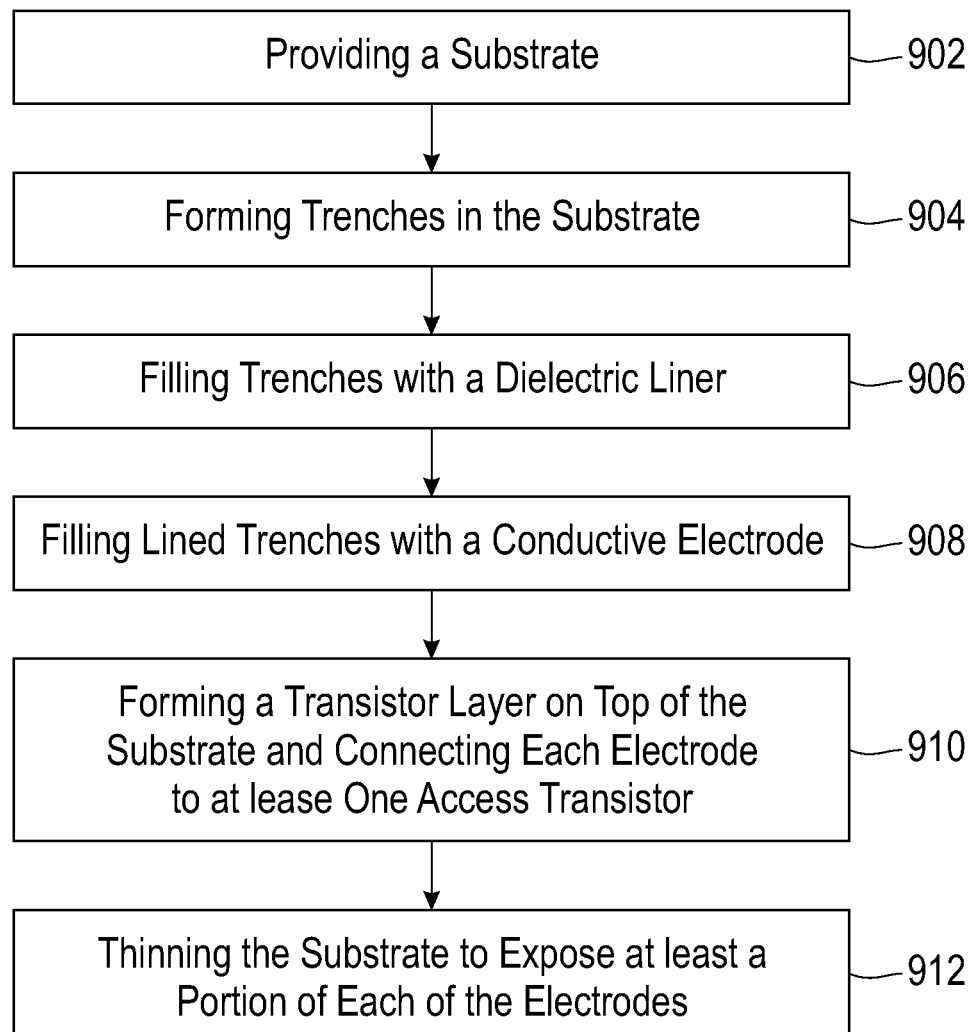 Providing a Substrate 902
Forming Trenches in the Substrate 904
Filling Trenches with a Dielectric Liner 906
Filling Lined Trenches with a Conductive Electrode 908
Forming a Transistor Layer on Top of the
Substrate and Connecting Each Electrode 910
to at lease One Access Transistor
Thinning the Substrate to Expose at least a
Portion of Each of the Electrodes 912